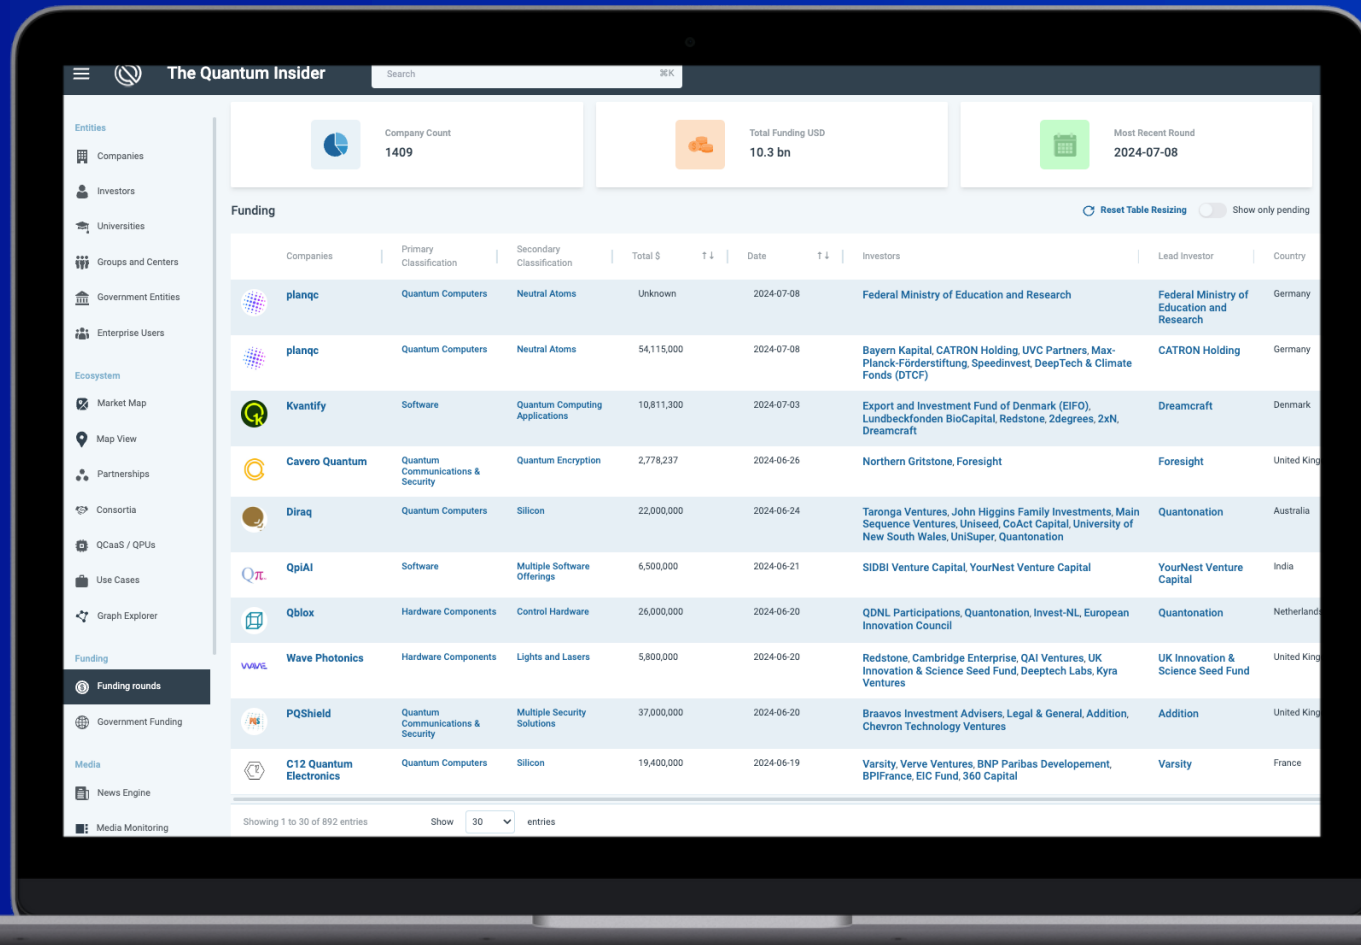 The Quantum Insider
Search
⌘K
Entities
Companies
Investors
Universities
Groups and Centers
Government Entities
Enterprise Users
Ecosystem
Market Map
Map View
Partnerships
Consortia
QCaaS / QPUs
Use Cases
Graph Explorer
Funding
Funding rounds
Government Funding
Media
News Engine
Media Monitoring
Company Count
1409
Total Funding USD
10.3 bn
Most Recent Round
2024-07-08
Funding
Reset Table Resizing
Show only pending
Companies
Primary
Classification
Secondary
Classification
Total $
Date
Investors
Lead Investor
Country
planqc
Quantum Computers
Neutral Atoms
Unknown
2024-07-08
Federal Ministry of Education and Research
Federal Ministry of
Education and
Research
Germany
planqc
Quantum Computers
Neutral Atoms
54,115,000
2024-07-08
Bayern Kapital, CATRON Holding, UVC Partners, Max-
Planck-Förderstiftung, Speedinvest, DeepTech & Climate
Fonds (DTCF)
CATRON Holding
Germany
Kvantify
Software
Quantum Computing
Applications
10,811,300
2024-07-03
Export and Investment Fund of Denmark (EIFO),
Lundbeckfonden BioCapital, Redstone, 2degrees, 2xN,
Dreamcraft
Dreamcraft
Denmark
Cavero Quantum
Quantum
Communications &
Security
Quantum Encryption
2,778,237
2024-06-26
Northern Gritstone, Foresight
Foresight
United King
Diraq
Quantum Computers
Silicon
22,000,000
2024-06-24
Taronga Ventures, John Higgins Family Investments, Main
Sequence Ventures, Uniseed, CoAct Capital, University of
New South Wales, UniSuper, Quantonation
Quantonation
Australia
Qπ
QpiAI
Software
Multiple Software
Offerings
6,500,000
2024-06-21
SIDBI Venture Capital, YourNest Venture Capital
YourNest Venture
Capital
India
Qblox
Hardware Components
Control Hardware
26,000,000
2024-06-20
QDNL Participations, Quantonation, Invest-NL, European
Innovation Council
Quantonation
Netherlands
WAVE
Wave Photonics
Hardware Components
Lights and Lasers
5,800,000
2024-06-20
Redstone, Cambridge Enterprise, QAI Ventures, UK
Innovation & Science Seed Fund, Deeptech Labs, Kyra
Ventures
UK Innovation &
Science Seed Fund
United King
PQS
PQShield
Quantum
Communications &
Security
Multiple Security
Solutions
37,000,000
2024-06-20
Braavos Investment Advisers, Legal & General, Addition,
Chevron Technology Ventures
Addition
United King
C12 Quantum
Electronics
Quantum Computers
Silicon
19,400,000
2024-06-19
Varsity, Verve Ventures, BNP Paribas Developement,
BPIFrance, EIC Fund, 360 Capital
Varsity
France
Showing 1 to 30 of 892 entries
Show
30
entries